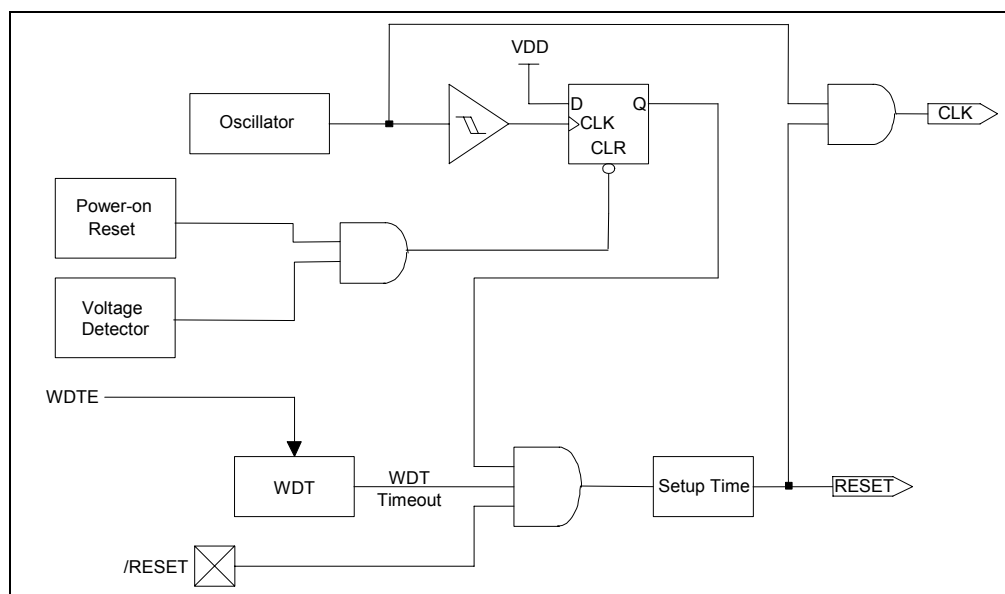 VDD
Oscillator
D
Q
CLK
CLR
CLK
Power-on
Reset
Voltage
Detector
WDTE
WDT
WDT
Timeout
Setup Time
RESET
/RESET